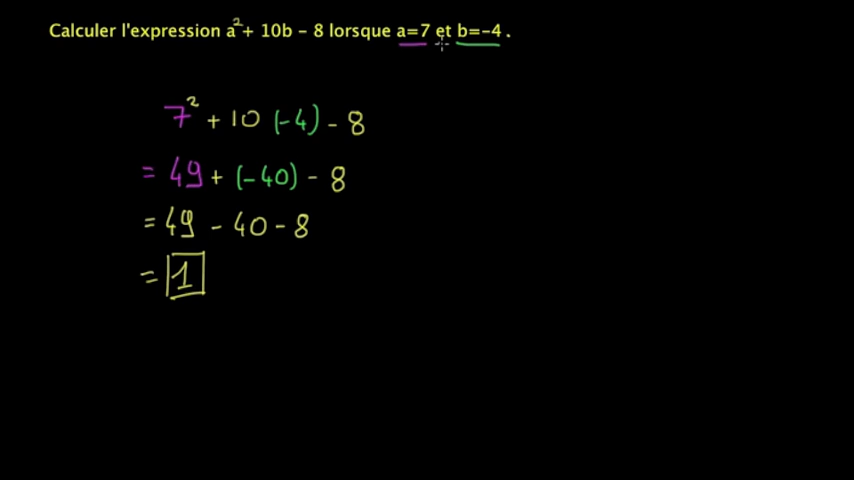 Calculer l'expression a² + 10b - 8 lorsque a=7 et b=-4 .
7² + 10 (-4) - 8
= 49 + (-40) - 8
= 49 - 40 - 8
= 1